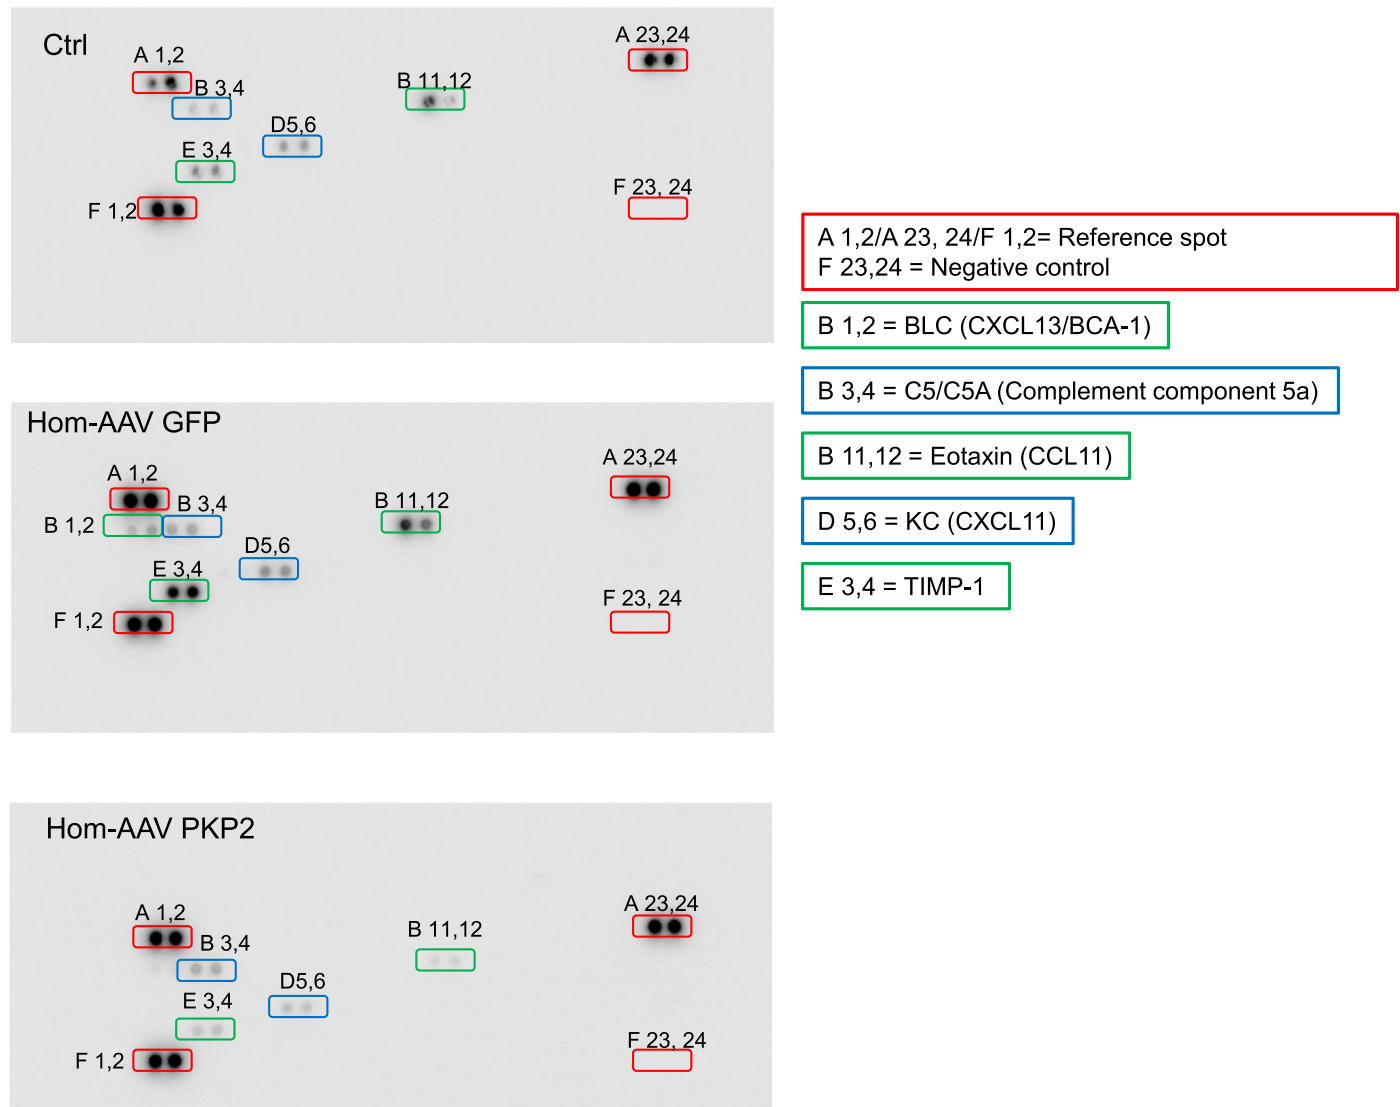 Ctrl
A 1,2
A 23,24
B 3,4
B 11,12
D5,6
E 3,4
F 1,2
F 23, 24
Hom-AAV GFP
A 1,2
A 23,24
B 1,2
B 3,4
B 11,12
D5,6
E 3,4
F 1,2
F 23, 24
Hom-AAV PKP2
A 1,2
A 23,24
B 3,4
B 11,12
D5,6
E 3,4
F 1,2
F 23, 24
A 1,2/A 23, 24/F 1,2= Reference spot
F 23,24 = Negative control
B 1,2 = BLC (CXCL13/BCA-1)
B 3,4 = C5/C5A (Complement component 5a)
B 11,12 = Eotaxin (CCL11)
D 5,6 = KC (CXCL11)
E 3,4 = TIMP-1